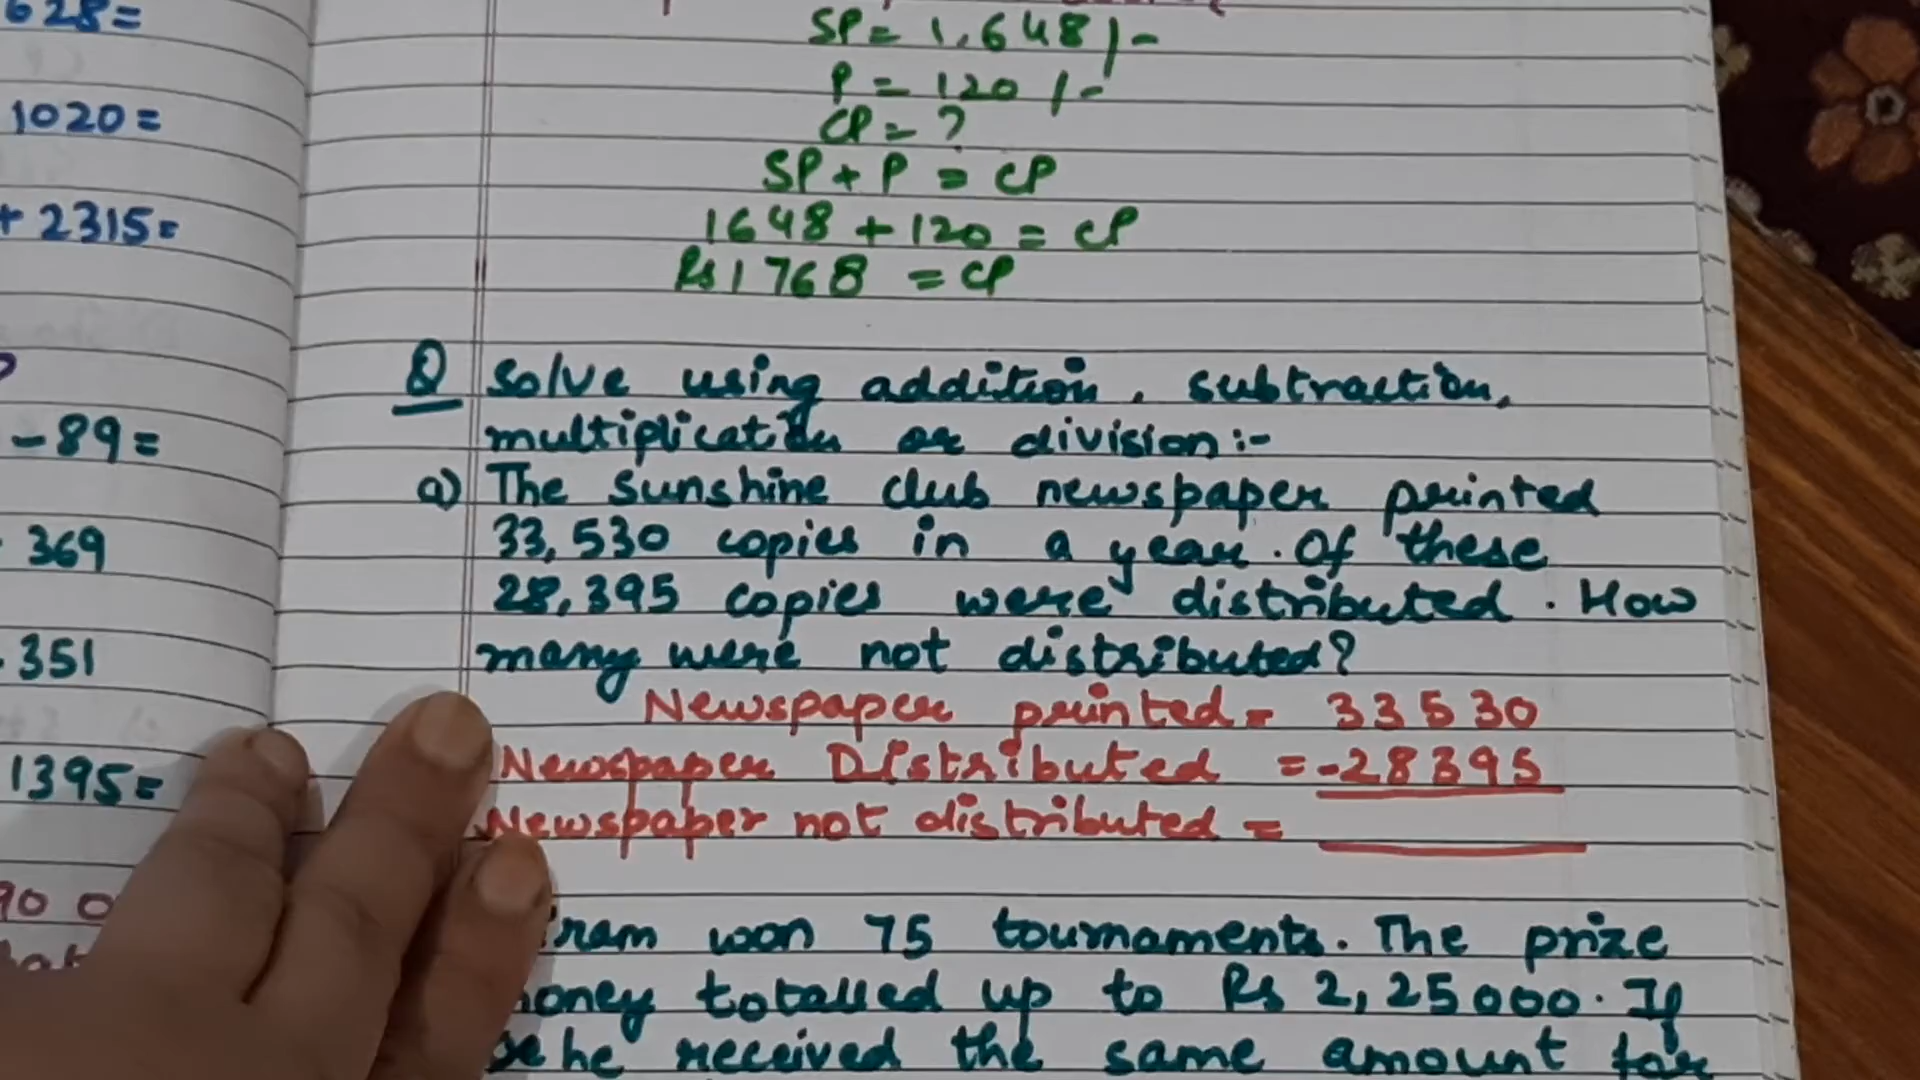 628=
1020=
+ 2315=
- 89=
369
351
1395=
90 0
SP = 1,648/-
P = 120/-
CP = ?
SP + P = CP
1648 + 120 = CP
Rs 1768 = CP
Q Solve using addition, subtraction,
multiplication or division:-
a) The Sunshine club newspaper printed
33,530 copies in a year. Of these
28,395 copies were distributed. How
many were not distributed?
Newspaper printed = 33530
Newspaper Distributed = -28395
Newspaper not distributed =
ram won 75 tournaments. The prize
money totalled up to Rs 2,25000. If
he received the same amount for